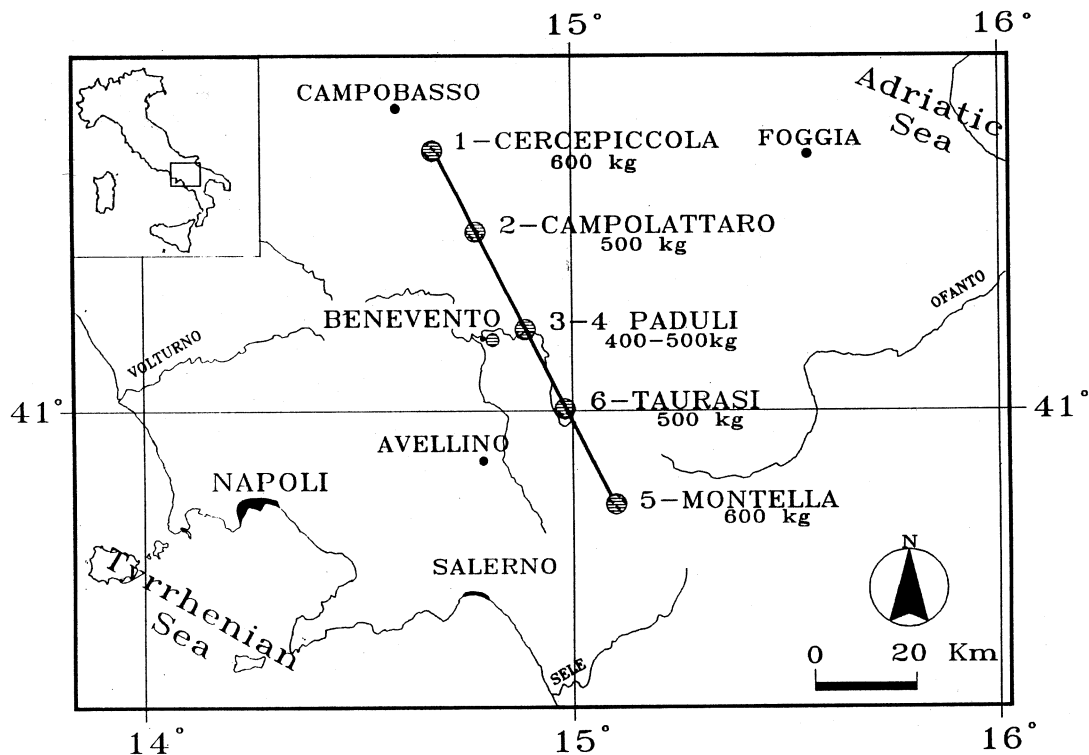 15°
16°
CAMPOBASSO
Adriatic
Sea
1-CERCEPICCOLA
600 kg
FOGGIA
2-CAMPOLATTARO
500 kg
OFANTO
BENEVENTO
3-4 PADULI
400-500kg
VOLTURNO
41°
6-TAURASI
500 kg
41°
AVELLINO
NAPOLI
5-MONTELLA
600 kg
N
Tyrrhenian
Sea
SALERNO
SELE
0 20 Km
14°
15°
16°